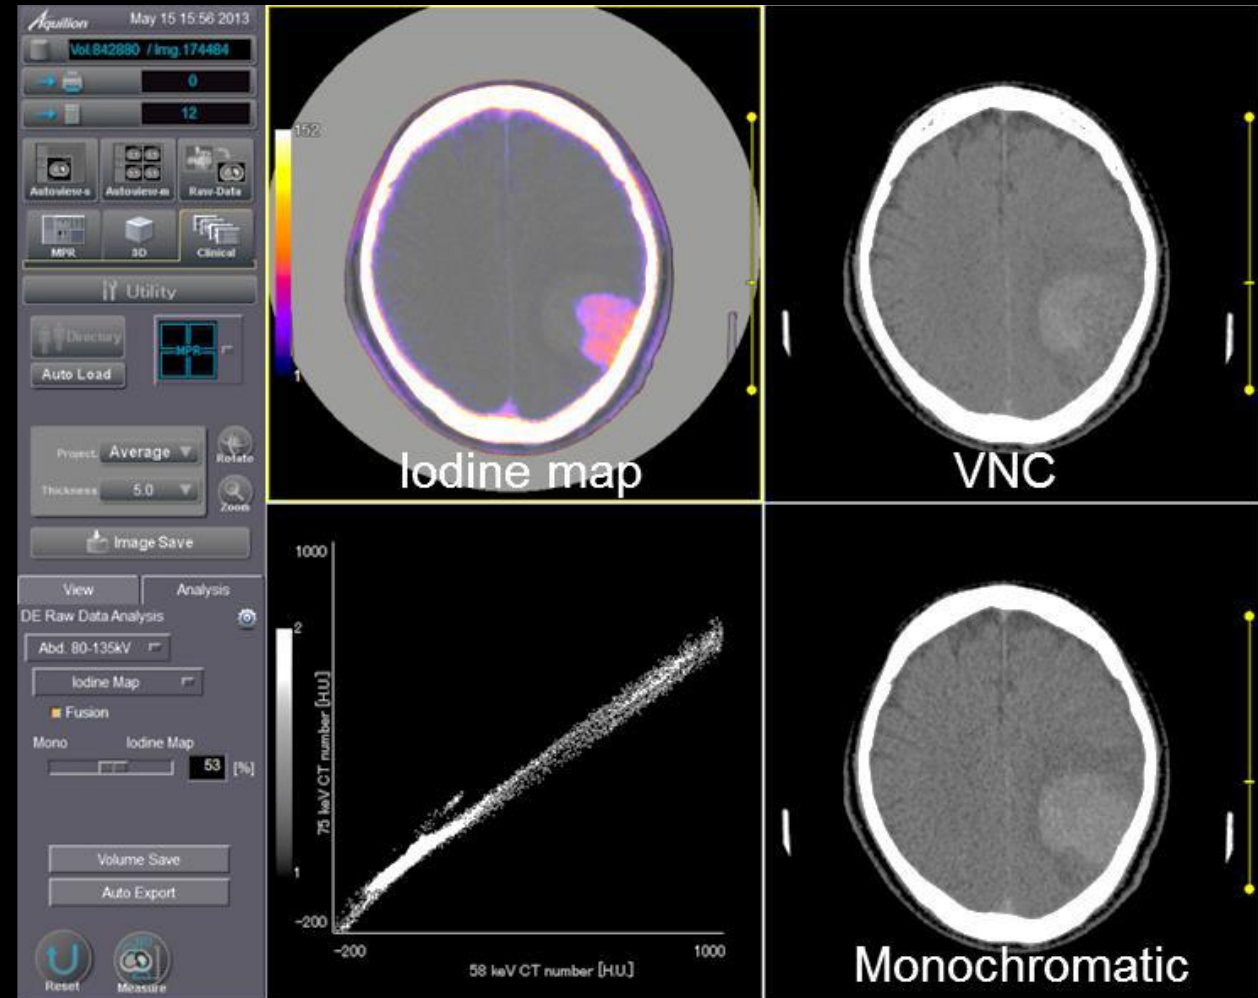 Aquilion May 15 15:56 2013
Vol.842880 / Img.174484
0
12
Autoview-s Autoview-m Raw-Data
MPR 3D Clinical
Utility
Directory
MPR
Auto Load
Project. Average
Rotate
Thickness 5.0
Zoom
Image Save
View Analysis
DE Raw Data Analysis
Abd. 80-135kV
Iodine Map
Fusion
Mono Iodine Map
53 [%]
Volume Save
Auto Export
Reset Measure
152
1
Iodine map
VNC
1000
2
75 keV CT number [H.U.]
1
-200
-200 1000
58 keV CT number [H.U.]
Monochromatic